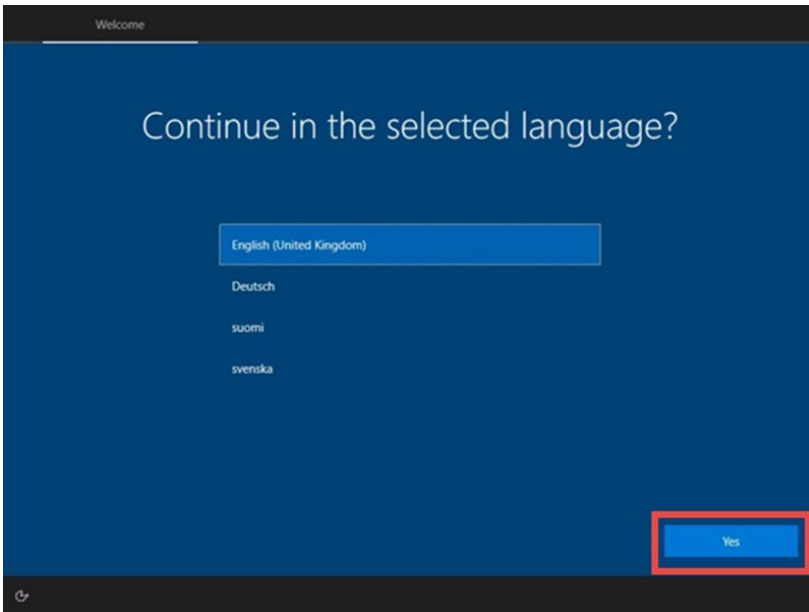 Welcome
Continue in the selected language?
English (United Kingdom)
Deutsch
suomi
svenska
Yes